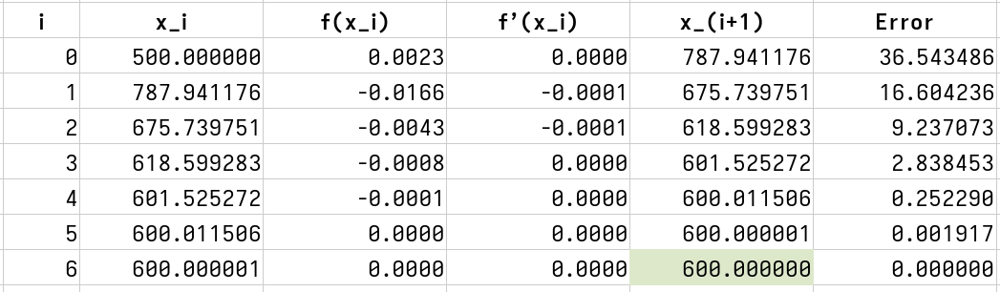 i x_i f(x_i) f’(x_i) x_(i+1) Error
0 500.000000 0.0023 0.0000 787.941176 36.543486
1 787.941176 -0.0166 -0.0001 675.739751 16.604236
2 675.739751 -0.0043 -0.0001 618.599283 9.237073
3 618.599283 -0.0008 0.0000 601.525272 2.838453
4 601.525272 -0.0001 0.0000 600.011506 0.252290
5 600.011506 0.0000 0.0000 600.000001 0.001917
6 600.000001 0.0000 0.0000 600.000000 0.000000